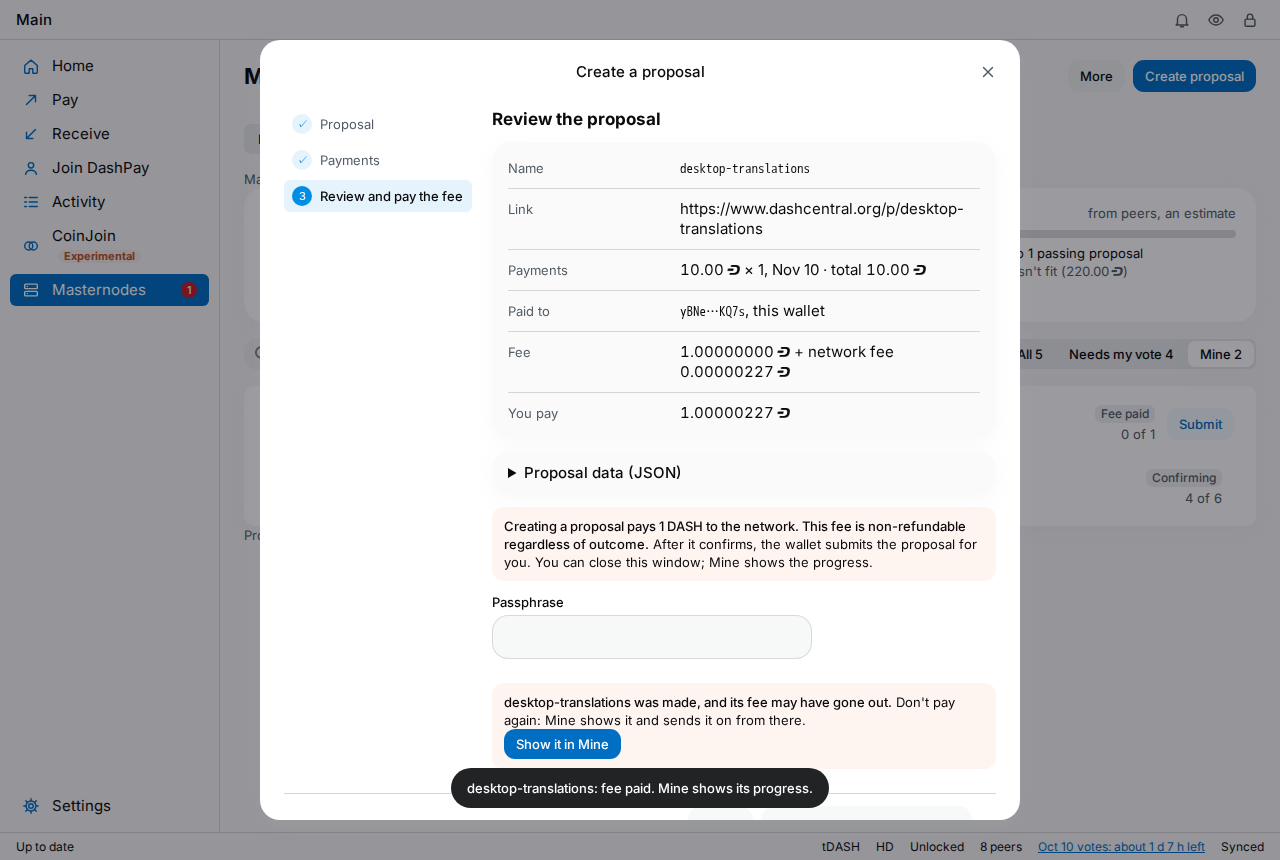 Main
Home
Pay
Receive
Join DashPay
Activity
CoinJoin
Experimental
Masternodes
1
Settings
More
Create proposal
from peers, an estimate
1 passing proposal
sn't fit (220.00)
All 5
Needs my vote 4
Mine 2
Fee paid
0 of 1
Submit
Confirming
4 of 6
Create a proposal
✓ Proposal
✓ Payments
3 Review and pay the fee
Review the proposal
Name desktop-translations
Link https://www.dashcentral.org/p/desktop-
translations
Payments 10.00 × 1, Nov 10 · total 10.00
Paid to yBNe···KQ7s, this wallet
Fee 1.00000000 + network fee
0.00000227
You pay 1.00000227
Proposal data (JSON)
Creating a proposal pays 1 DASH to the network. This fee is non-refundable
regardless of outcome. After it confirms, the wallet submits the proposal for
you. You can close this window; Mine shows the progress.
Passphrase
desktop-translations was made, and its fee may have gone out. Don't pay
again: Mine shows it and sends it on from there.
Show it in Mine
desktop-translations: fee paid. Mine shows its progress.
Up to date
tDASH
HD
Unlocked
8 peers
Oct 10 votes: about 1 d 7 h left
Synced